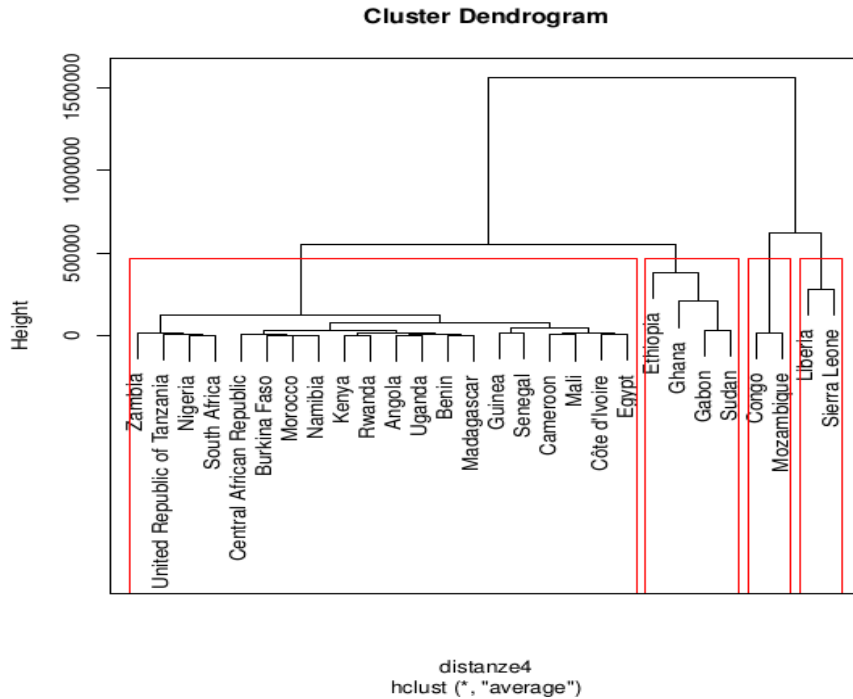 Cluster Dendrogram
Height
1500000
1000000
500000
0
Zambia
United Republic of Tanzania
Nigeria
South Africa
Central African Republic
Burkina Faso
Morocco
Namibia
Kenya
Rwanda
Angola
Uganda
Benin
Madagascar
Guinea
Senegal
Cameroon
Mali
Côte d'Ivoire
Egypt
Ethiopia
Ghana
Gabon
Sudan
Congo
Mozambique
Liberia
Sierra Leone
distanze4
hclust (*, "average")